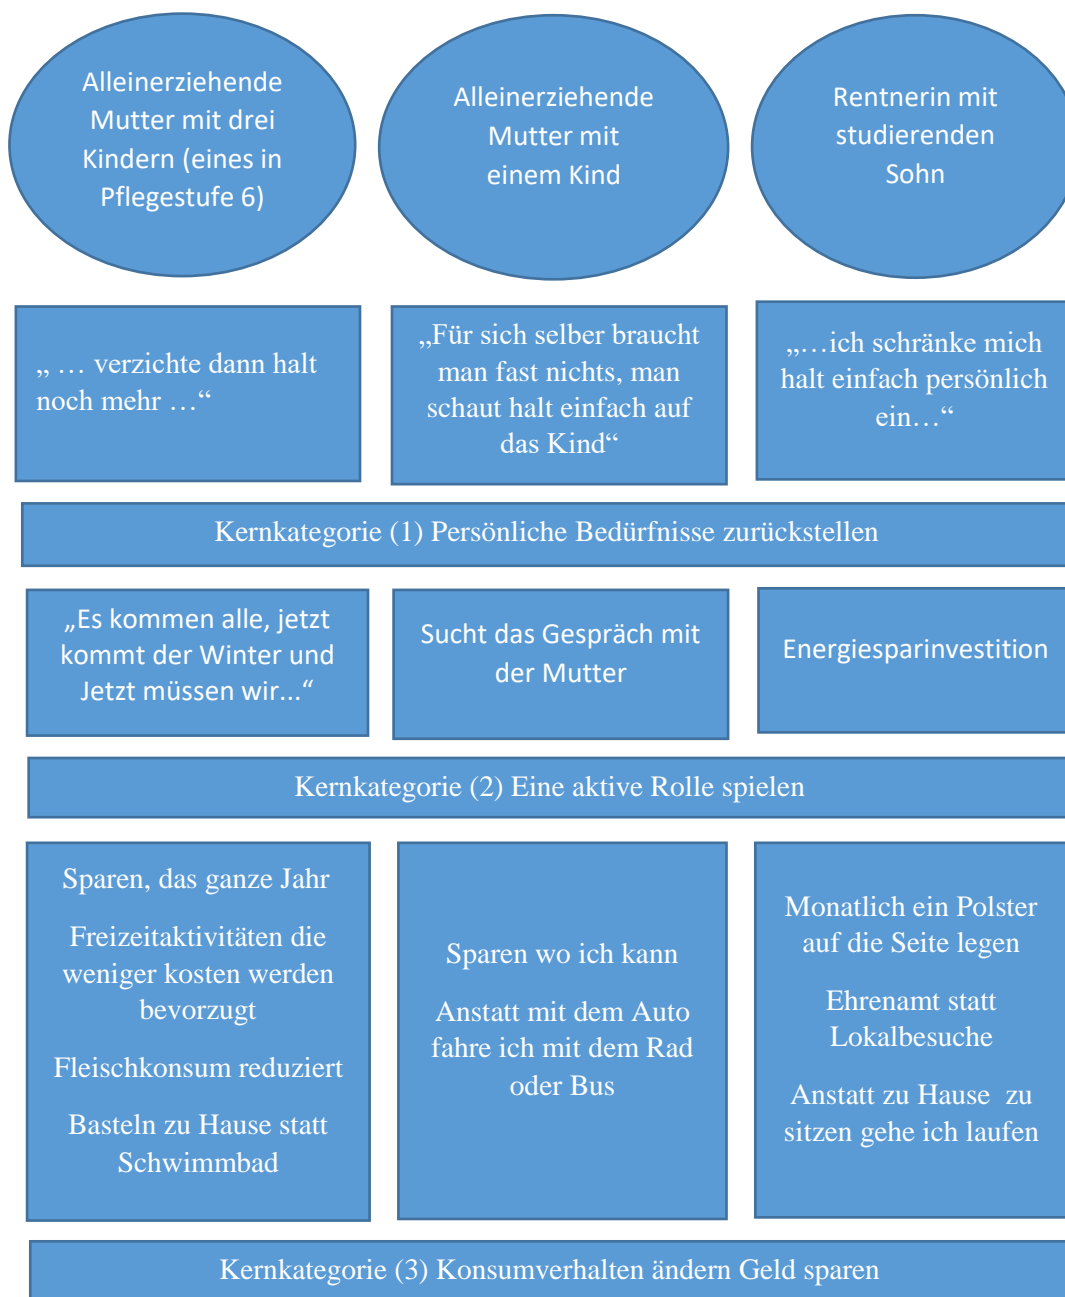 Alleinerziehende
Mutter mit drei
Kindern (eines in
Pflegestufe 6)
Alleinerziehende
Mutter mit
einem Kind
Rentnerin mit
studierenden
Sohn
„ … verzichte dann halt
noch mehr …“
„Für sich selber braucht
man fast nichts, man
schaut halt einfach auf
das Kind“
„…ich schränke mich
halt einfach persönlich
ein…“
Kernkategorie (1) Persönliche Bedürfnisse zurückstellen
„Es kommen alle, jetzt
kommt der Winter und
Jetzt müssen wir...“
Sucht das Gespräch mit
der Mutter
Energiesparinvestition
Kernkategorie (2) Eine aktive Rolle spielen
Sparen, das ganze Jahr
Freizeitaktivitäten die
weniger kosten werden
bevorzugt
Fleischkonsum reduziert
Basteln zu Hause statt
Schwimmbad
Sparen wo ich kann
Anstatt mit dem Auto
fahre ich mit dem Rad
oder Bus
Monatlich ein Polster
auf die Seite legen
Ehrenamt statt
Lokalbesuche
Anstatt zu Hause  zu
sitzen gehe ich laufen
Kernkategorie (3) Konsumverhalten ändern Geld sparen